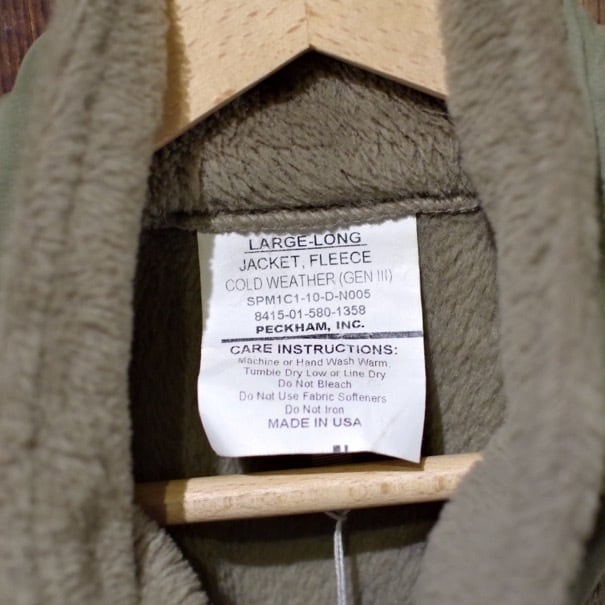 LARGE-LONG
JACKET, FLEECE
COLD WEATHER (GEN III)
SPM1C1-10-D-N005
8415-01-580-1358
PECKHAM, INC.
CARE INSTRUCTIONS:
Machine or Hand Wash Warm
Tumble Dry Low or Line Dry
Do Not Bleach
Do Not Use Fabric Softeners
Do Not Iron
MADE IN USA